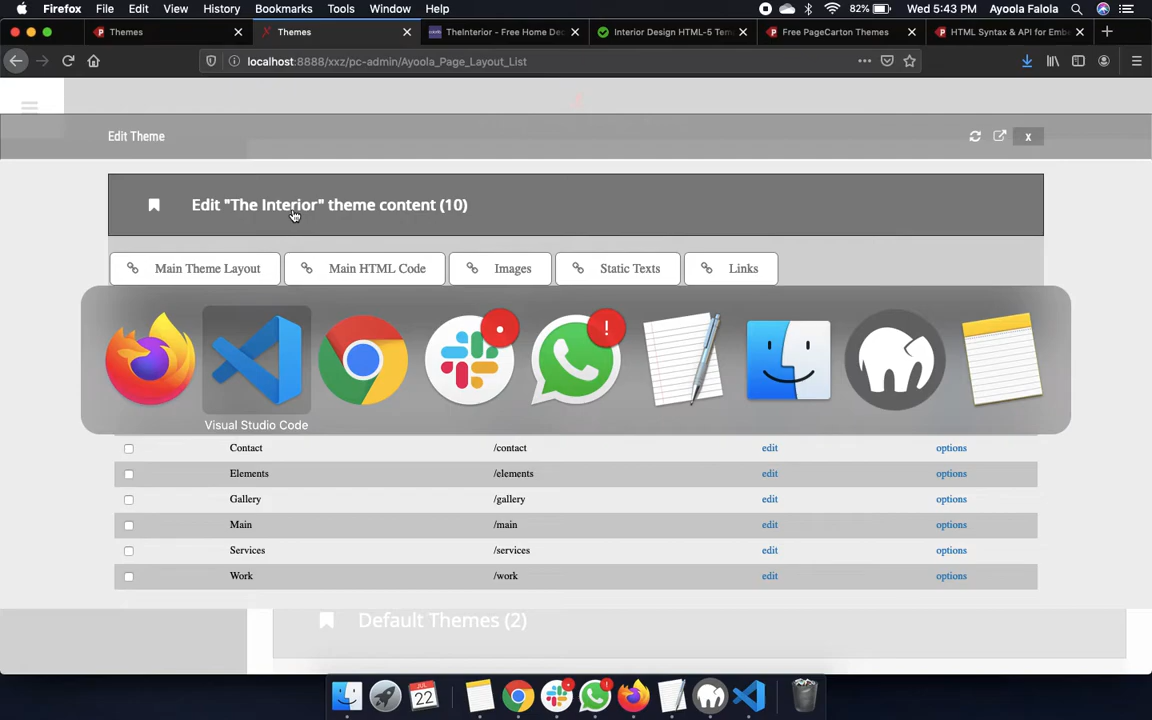 Firefox File Edit View History Bookmarks Tools Window Help 82% Wed 5:43 PM Ayoola Falola
Themes Themes TheInterior - Free Home De Interior Design HTML-5 Tem Free PageCarton Themes HTML Syntax & API for Emb
localhost:8888/xxz/pc-admin/Ayoola_Page_Layout_List
Edit Theme x
Edit "The Interior" theme content (10)
Main Theme Layout Main HTML Code Images Static Texts Links
Visual Studio Code
Contact /contact edit options
Elements /elements edit options
Gallery /gallery edit options
Main /main edit options
Services /services edit options
Work /work edit options
Default Themes (2)
JUL
22